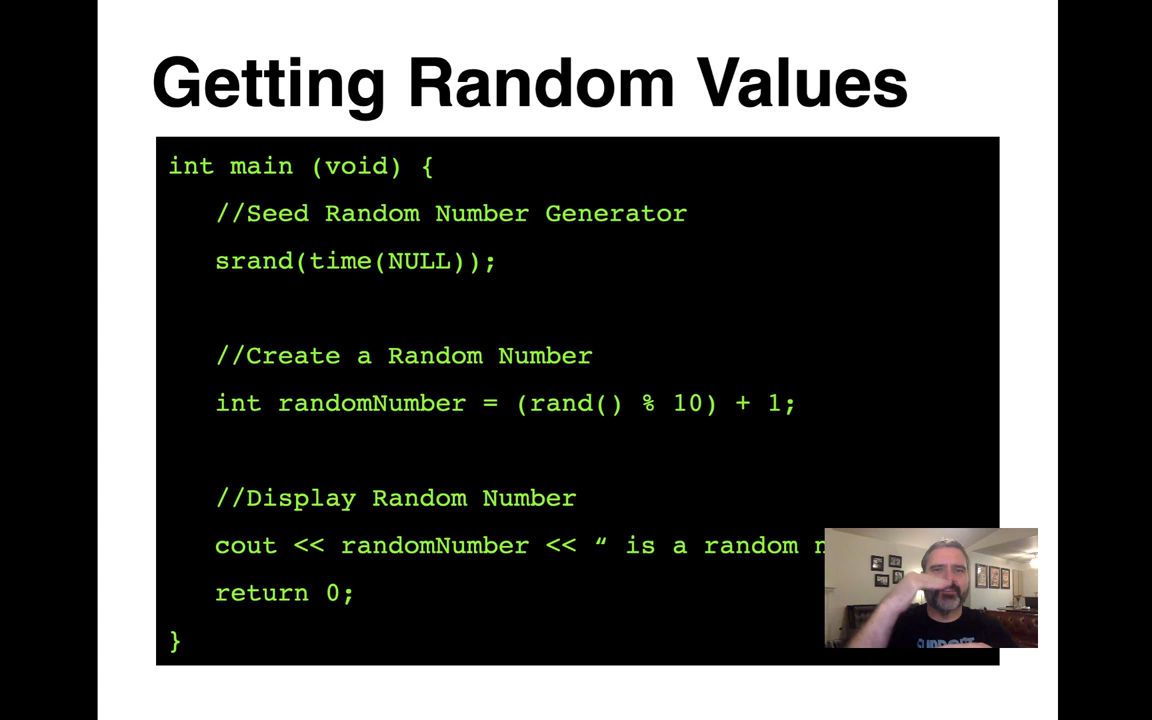 Getting Random Values
int main (void) {
//Seed Random Number Generator
srand(time(NULL));
//Create a Random Number
int randomNumber = (rand() % 10) + 1;
//Display Random Number
cout << randomNumber << “ is a random
return 0;
}